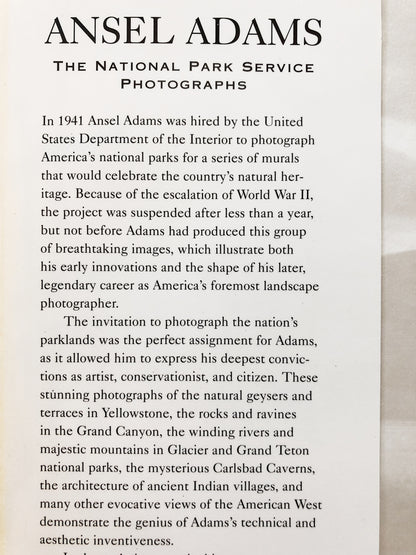 ANSEL ADAMS
THE NATIONAL PARK SERVICE
PHOTOGRAPHS
In 1941 Ansel Adams was hired by the United
States Department of the Interior to photograph
America's national parks for a series of murals
that would celebrate the country's natural her-
itage. Because of the escalation of World War II,
the project was suspended after less than a year,
but not before Adams had produced this group
of breathtaking images, which illustrate both
his early innovations and the shape of his later,
legendary career as America's foremost landscape
photographer.
The invitation to photograph the nation's
parklands was the perfect assignment for Adams,
as it allowed him to express his deepest convic-
tions as artist, conservationist, and citizen. These
stunning photographs of the natural geysers and
terraces in Yellowstone, the rocks and ravines
in the Grand Canyon, the winding rivers and
majestic mountains in Glacier and Grand Teton
national parks, the mysterious Carlsbad Caverns,
the architecture of ancient Indian villages, and
many other evocative views of the American West
demonstrate the genius of Adams's technical and
aesthetic inventiveness.